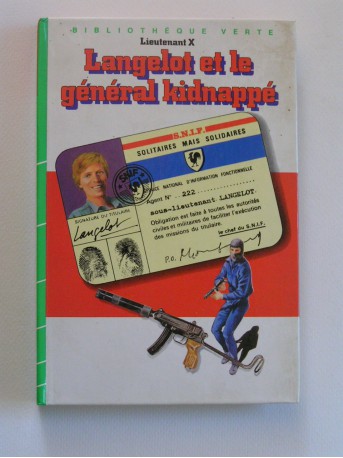 BIBLIOTHÈQUE VERTE
Lieutenant X
Langelot et le
général kidnappé
S.N.I.F.
SOLITAIRES MAIS SOLIDAIRES
SNIF
SERVICE NATIONAL D'INFORMATION FONCTIONNELLE
Agent N° 222
sous-lieutenant LANGELOT.
Obligation est faite à toutes les autorités
civiles et militaires de faciliter l'exécution
des missions du titulaire.
le chef du S.N.I.F.
P.O.
SIGNATURE DU TITULAIRE
Langelot